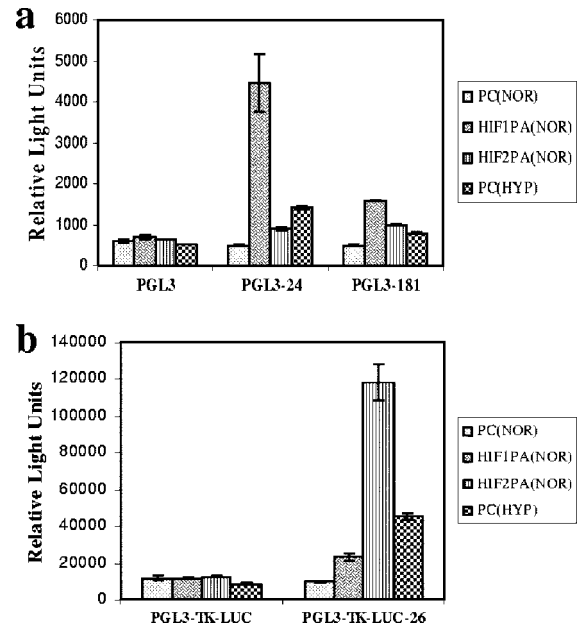 a
Relative Light Units
6000
5000
4000
3000
2000
1000
0
PGL3 PGL3-24 PGL3-181
PC(NOR)
HIF1PA(NOR)
HIF2PA(NOR)
PC(HYP)
b
Relative Light Units
140000
120000
100000
80000
60000
40000
20000
0
PGL3-TK-LUC PGL3-TK-LUC-26
PC(NOR)
HIF1PA(NOR)
HIF2PA(NOR)
PC(HYP)